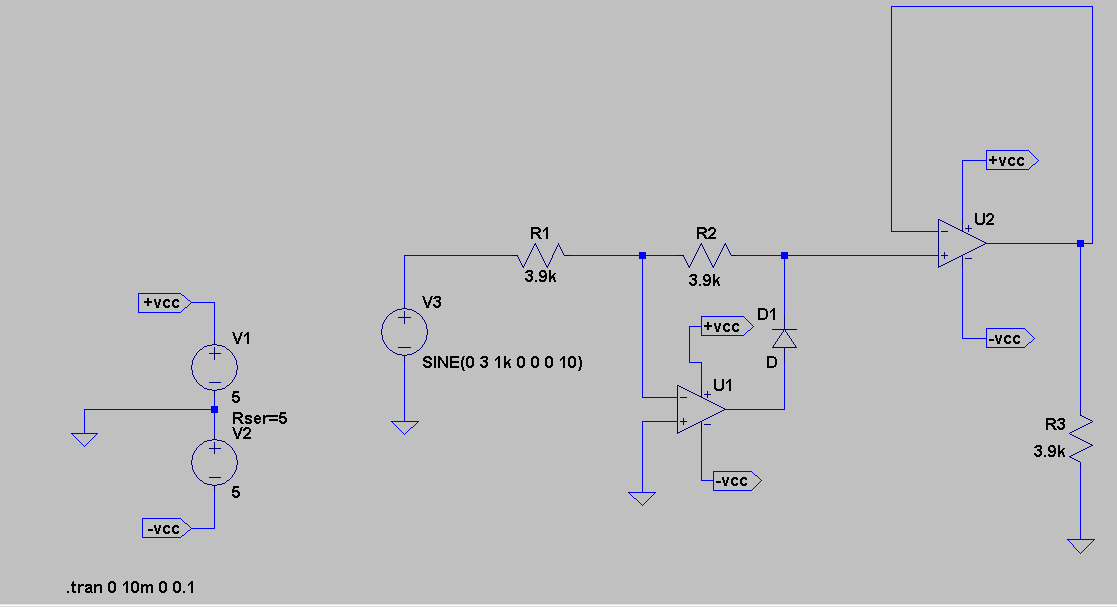 +vcc
U2
R1
R2
3.9k
3.9k
-vcc
+vcc
V3
D1
+vcc
V1
SINE(0 3 1k 0 0 0 10)
D
U1
5
Rser=5
V2
R3
3.9k
-vcc
5
-vcc
.tran 0 10m 0 0.1